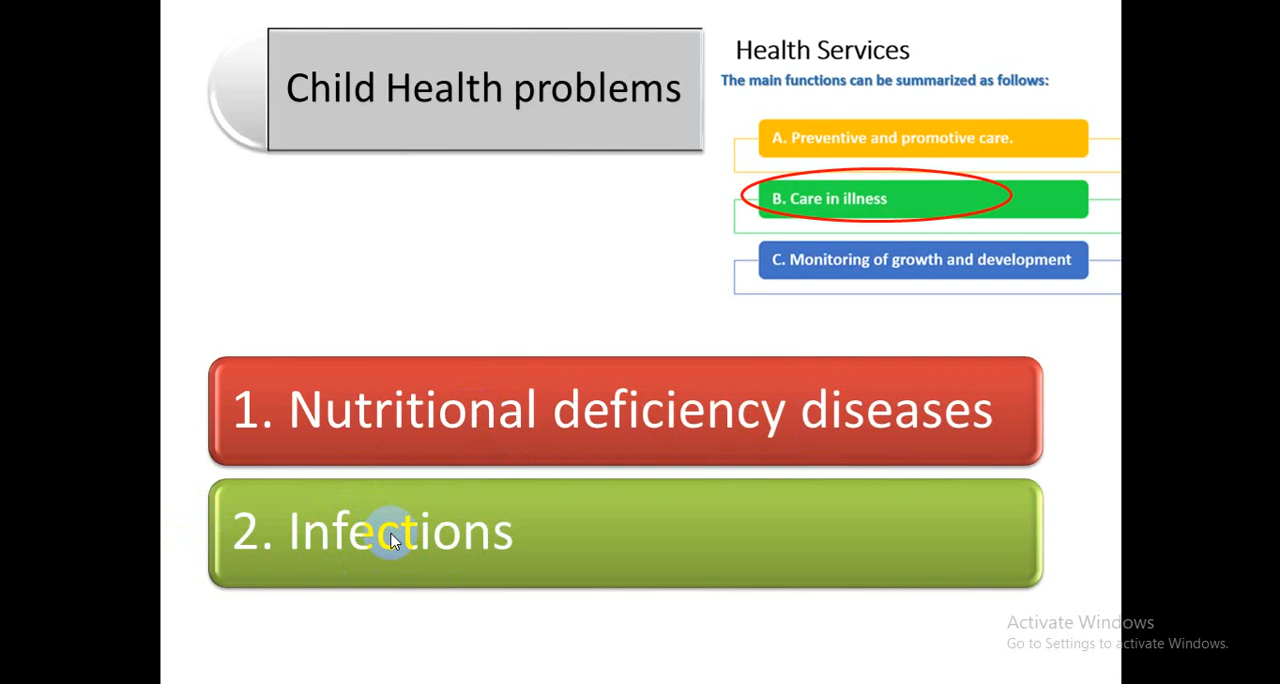 Child Health problems
Health Services
The main functions can be summarized as follows:
A. Preventive and promotive care.
B. Care in illness
C. Monitoring of growth and development
1. Nutritional deficiency diseases
2. Infections
Activate Windows
Go to Settings to activate Windows.